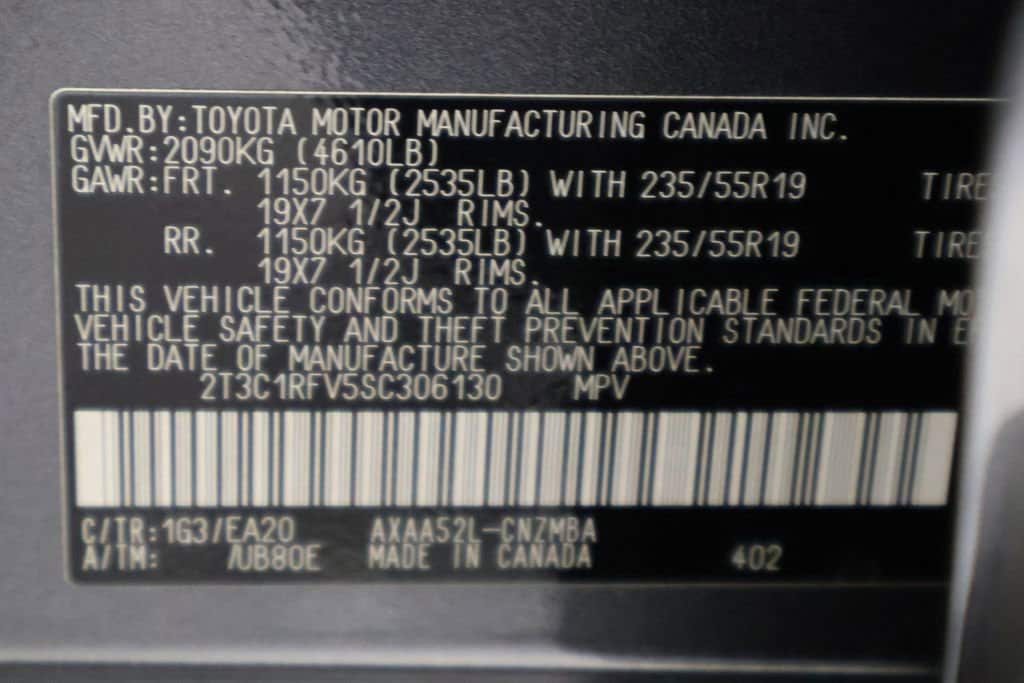 MFD.BY:TOYOTA MOTOR MANUFACTURING CANADA INC.
GVWR:2090KG (4610LB)
GAWR:FRT. 1150KG (2535LB) WITH 235/55R19 TIRE
19X7 1/2J RIMS.
RR. 1150KG (2535LB) WITH 235/55R19 TIRE
19X7 1/2J RIMS.
THIS VEHICLE CONFORMS TO ALL APPLICABLE FEDERAL MO
VEHICLE SAFETY AND THEFT PREVENTION STANDARDS IN E
THE DATE OF MANUFACTURE SHOWN ABOVE.
2T3C1RFV5SC306130 MPV
C/TR:1G3/EA20 AXAA52L-CNZMBA
A/TM: /UB80E MADE IN CANADA 402